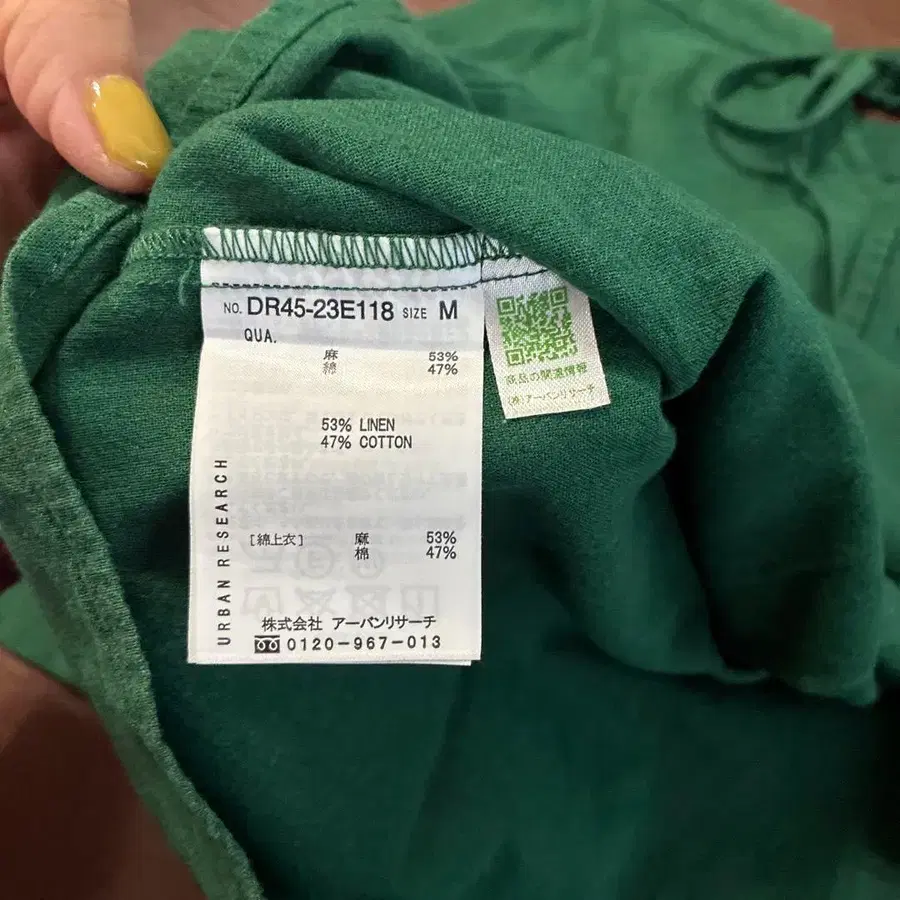 NO. DR45-23E118 SIZE M
QUA.
麻 53%
綿 47%
53% LINEN
47% COTTON
URBAN RESEARCH
[綿上衣] 麻 53%
棉 47%
株式会社 アーバンリサーチ
0120-967-013
商品の関連情報
(株)アーバンリサーチ